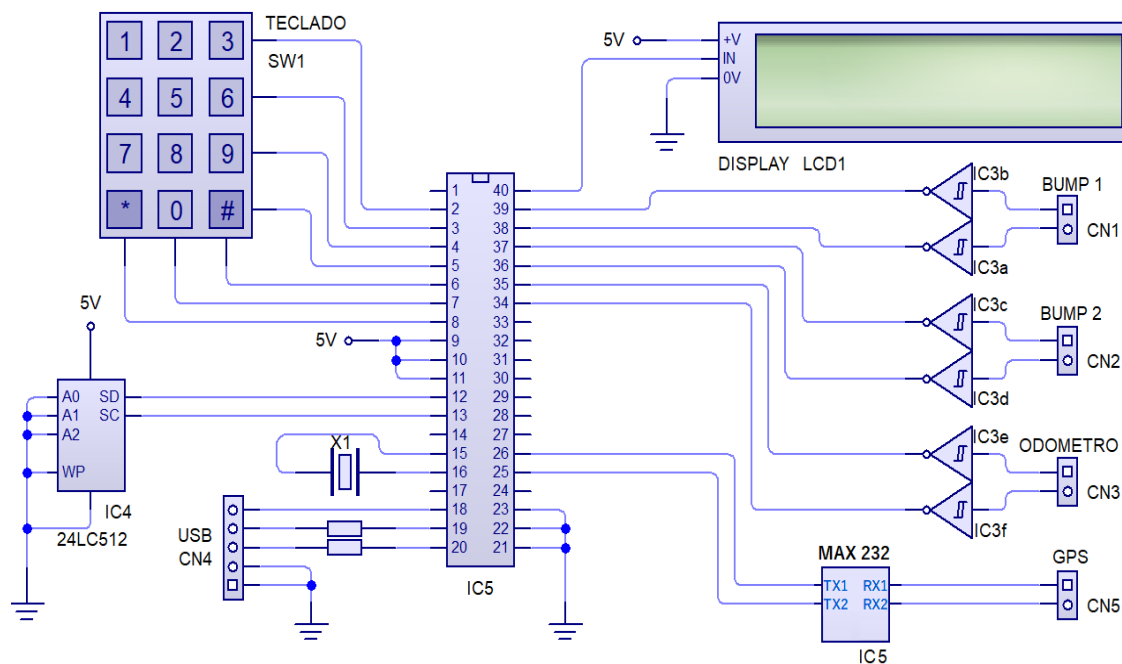 TECLADO
SW1
1 2 3
4 5 6
7 8 9
* 0 #
5V
+V
IN
0V
DISPLAY LCD1
IC3b
BUMP 1
CN1
IC3a
IC3c
BUMP 2
CN2
IC3d
IC3e
ODOMETRO
CN3
IC3f
1 40
2 39
3 38
4 37
5 36
6 35
7 34
8 33
9 32
10 31
11 30
12 29
13 28
14 27
15 26
16 25
17 24
18 23
19 22
20 21
IC5
5V
5V
A0 SD
A1 SC
A2
WP
IC4
24LC512
X1
USB
CN4
MAX 232
TX1 RX1
TX2 RX2
IC5
GPS
CN5